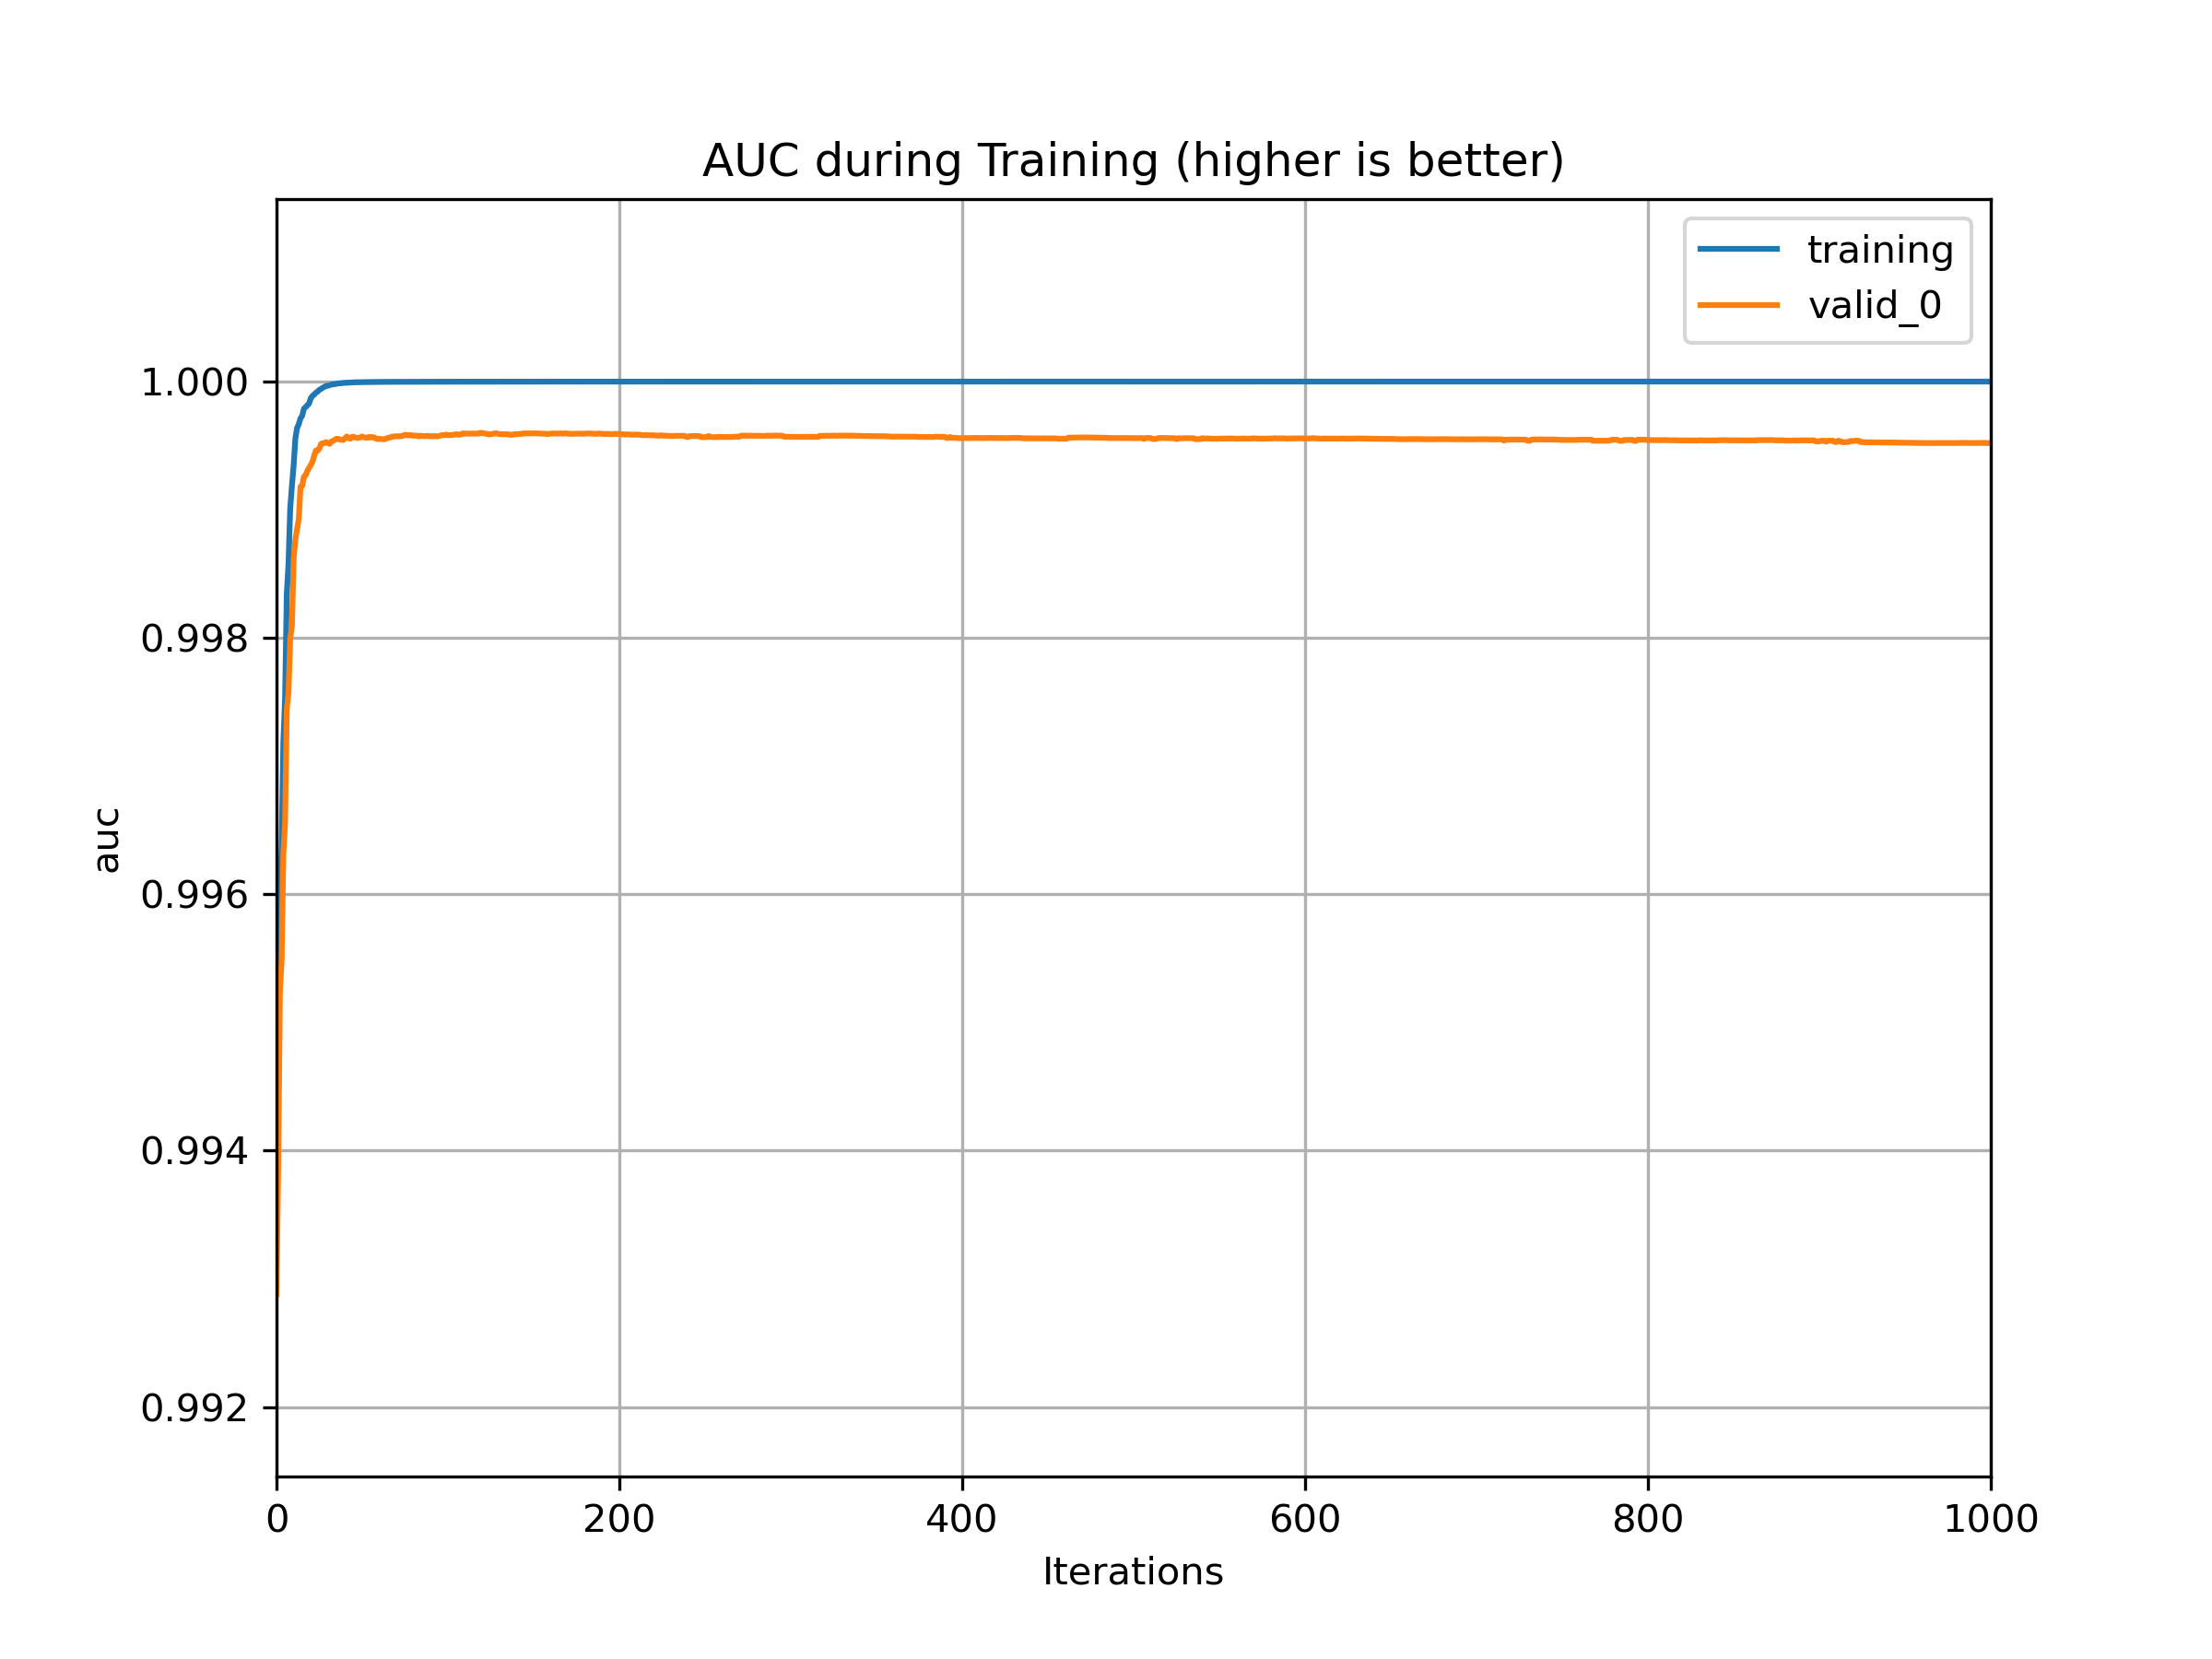 AUC during Training (higher is better)
training
valid_0
1.000
0.998
0.996
0.994
0.992
auc
0 200 400 600 800 1000
Iterations